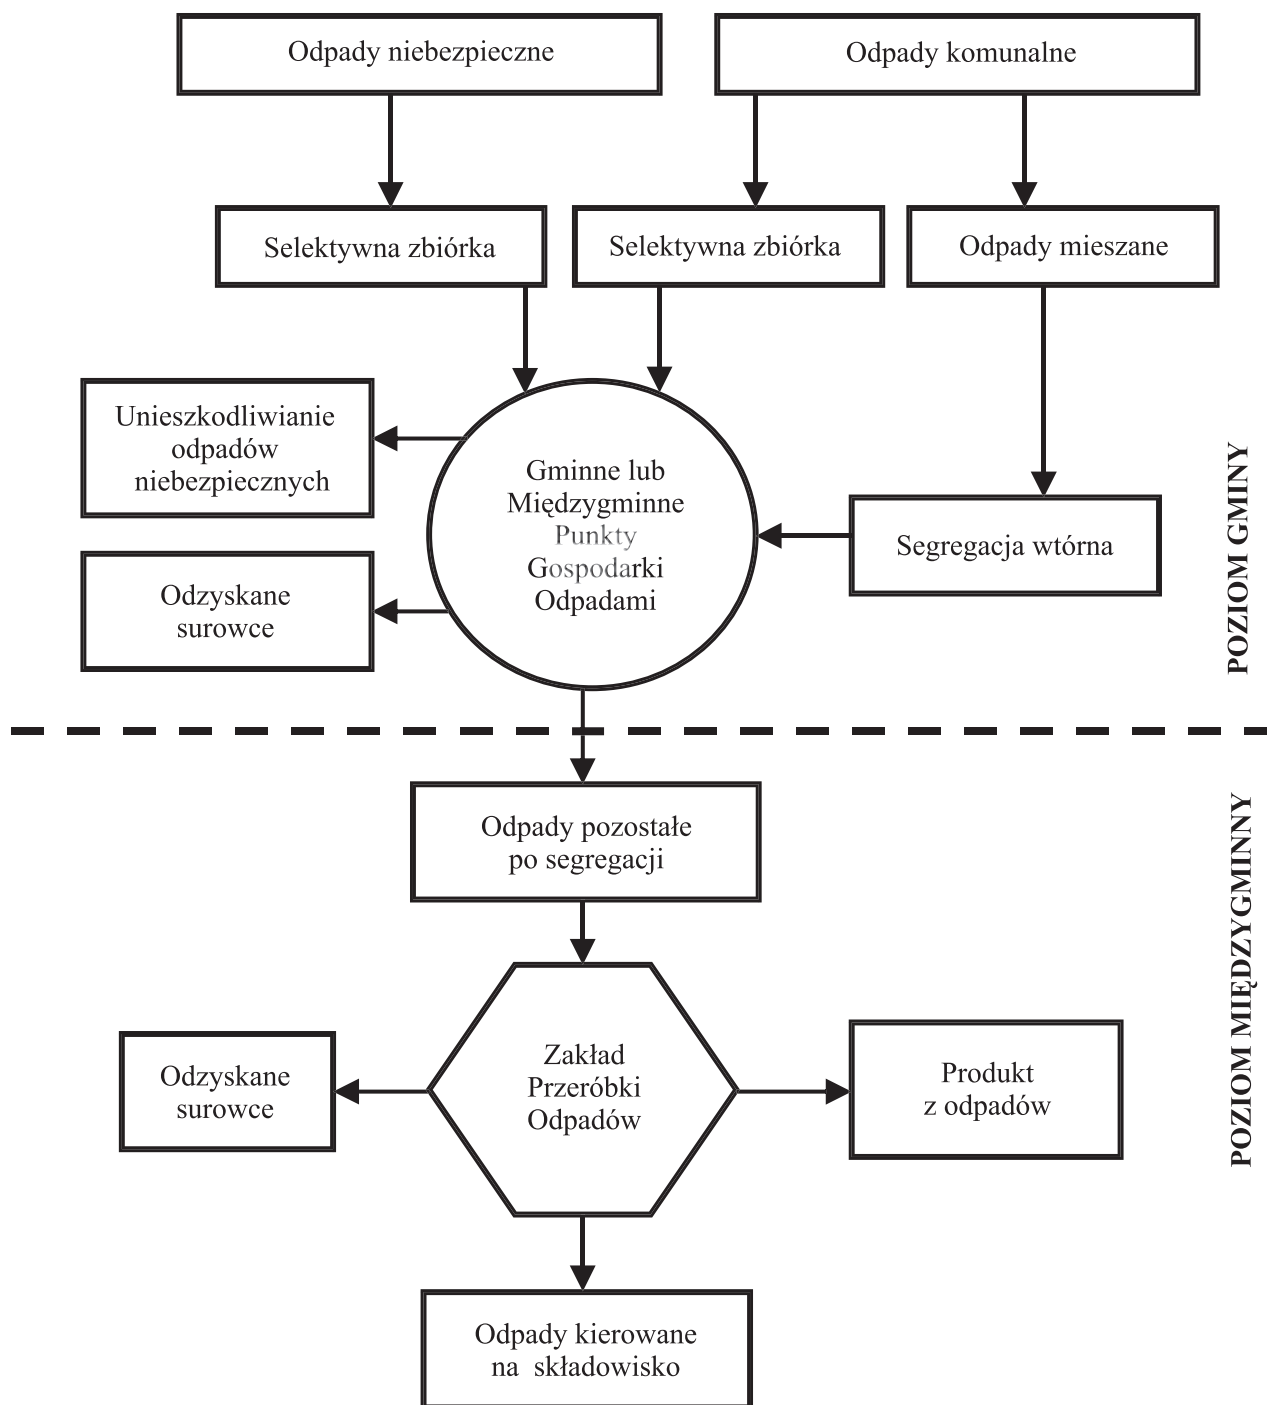 Odpady niebezpieczne
Odpady komunalne
Selektywna zbiórka
Selektywna zbiórka
Odpady mieszane
Unieszkodliwianie
odpadów
niebezpiecznych
Gminne lub
Międzygminne
Punkty
Gospodarki
Odpadami
Segregacja wtórna
Odzyskane
surowce
POZIOM GMINY
Odpady pozostałe
po segregacji
POZIOM MIĘDZYGMINNY
Zakład
Przeróbki
Odpadów
Odzyskane
surowce
Produkt
z odpadów
Odpady kierowane
na składowisko